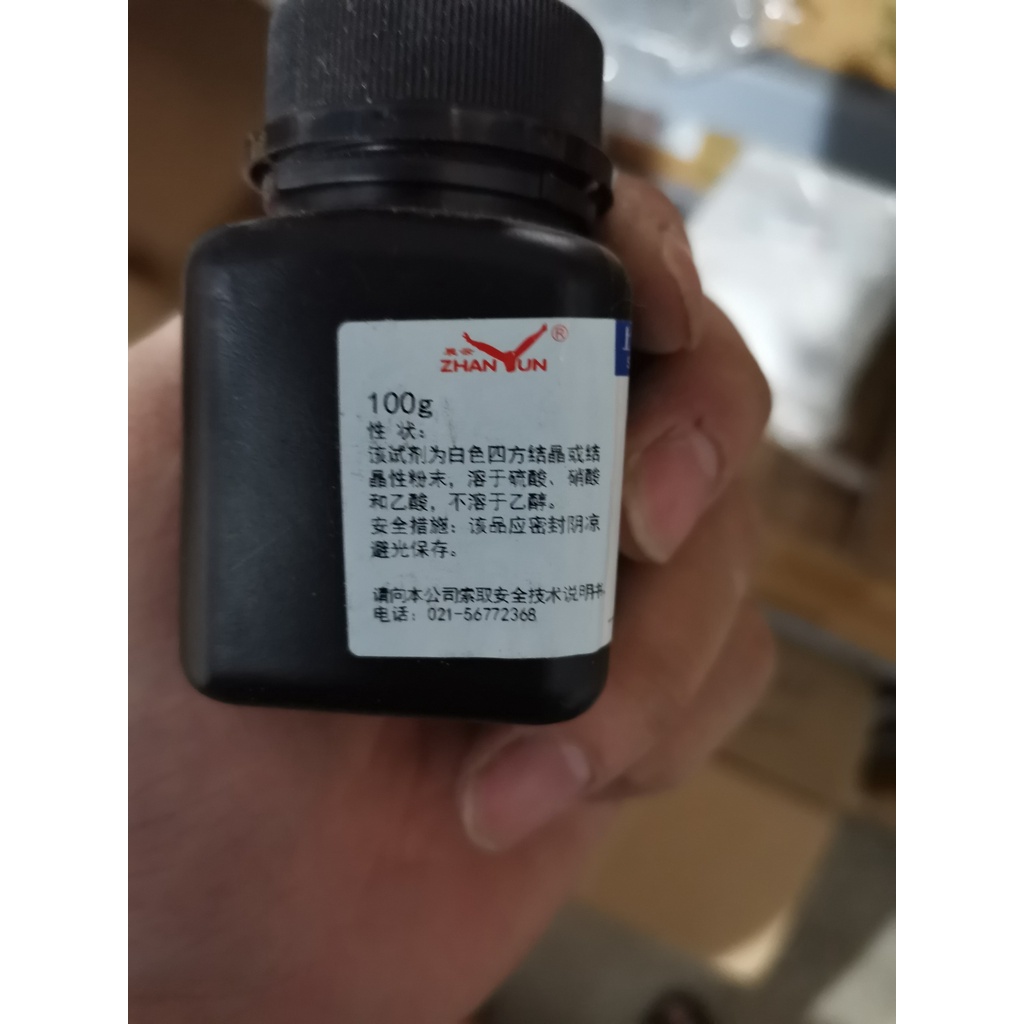 展云
ZHANYUN ®
100g
性 状：
该试剂为白色四方结晶或结
晶性粉末，溶于硫酸、硝酸
和乙酸，不溶于乙醇。
安全措施：该品应密封阴凉
避光保存。
请向本公司索取安全技术说明书
电话：021-56772368